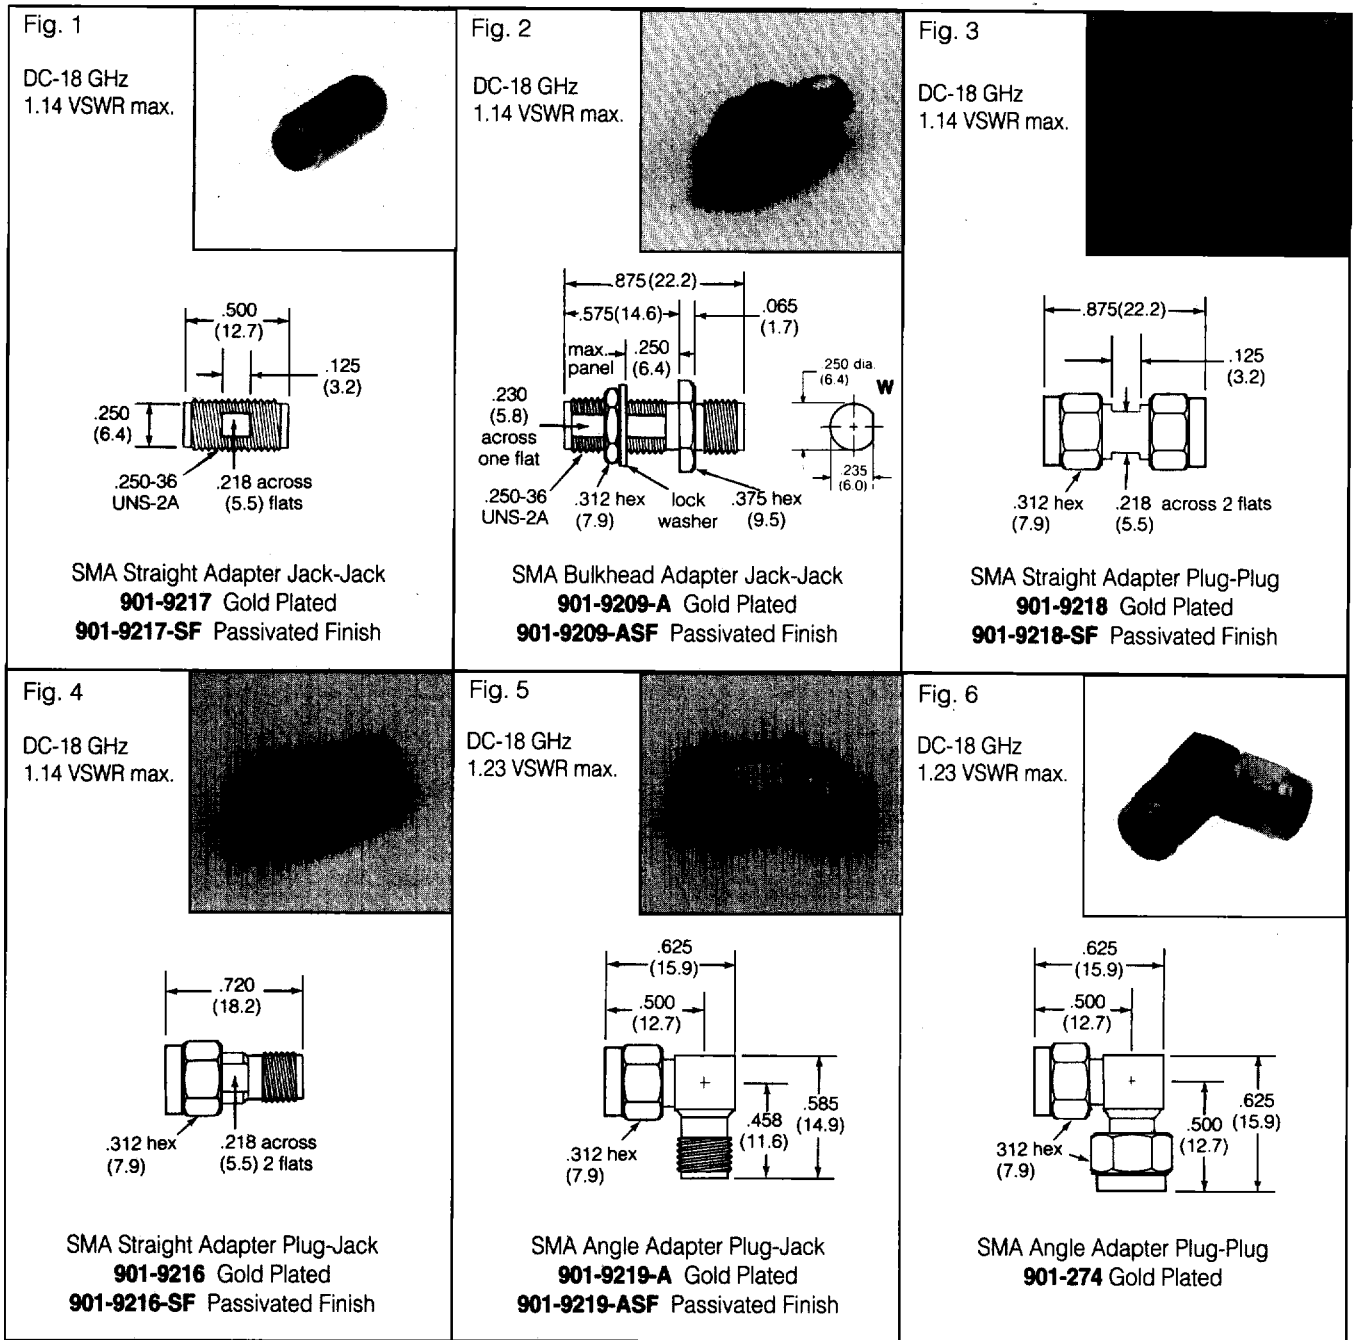 Fig. 1
DC-18 GHz
1.14 VSWR max.
.500
(12.7)
.125
(3.2)
.250
(6.4)
.250-36
UNS-2A
.218 across
(5.5) flats
SMA Straight Adapter Jack-Jack
901-9217 Gold Plated
901-9217-SF Passivated Finish
Fig. 2
DC-18 GHz
1.14 VSWR max.
.875(22.2)
.575(14.6)
.065
(1.7)
max.
panel
.250
(6.4)
.250 dia.
(6.4)
W
.230
(5.8)
across
one flat
.235
(6.0)
.250-36
UNS-2A
.312 hex
(7.9)
lock
washer
.375 hex
(9.5)
SMA Bulkhead Adapter Jack-Jack
901-9209-A Gold Plated
901-9209-ASF Passivated Finish
Fig. 3
DC-18 GHz
1.14 VSWR max.
.875(22.2)
.125
(3.2)
.312 hex
(7.9)
.218 across 2 flats
(5.5)
SMA Straight Adapter Plug-Plug
901-9218 Gold Plated
901-9218-SF Passivated Finish
Fig. 4
DC-18 GHz
1.14 VSWR max.
.720
(18.2)
.312 hex
(7.9)
.218 across
(5.5) 2 flats
SMA Straight Adapter Plug-Jack
901-9216 Gold Plated
901-9216-SF Passivated Finish
Fig. 5
DC-18 GHz
1.23 VSWR max.
.625
(15.9)
.500
(12.7)
.585
(14.9)
.458
(11.6)
.312 hex
(7.9)
SMA Angle Adapter Plug-Jack
901-9219-A Gold Plated
901-9219-ASF Passivated Finish
Fig. 6
DC-18 GHz
1.23 VSWR max.
.625
(15.9)
.500
(12.7)
.625
(15.9)
.500
(12.7)
312 hex
(7.9)
SMA Angle Adapter Plug-Plug
901-274 Gold Plated